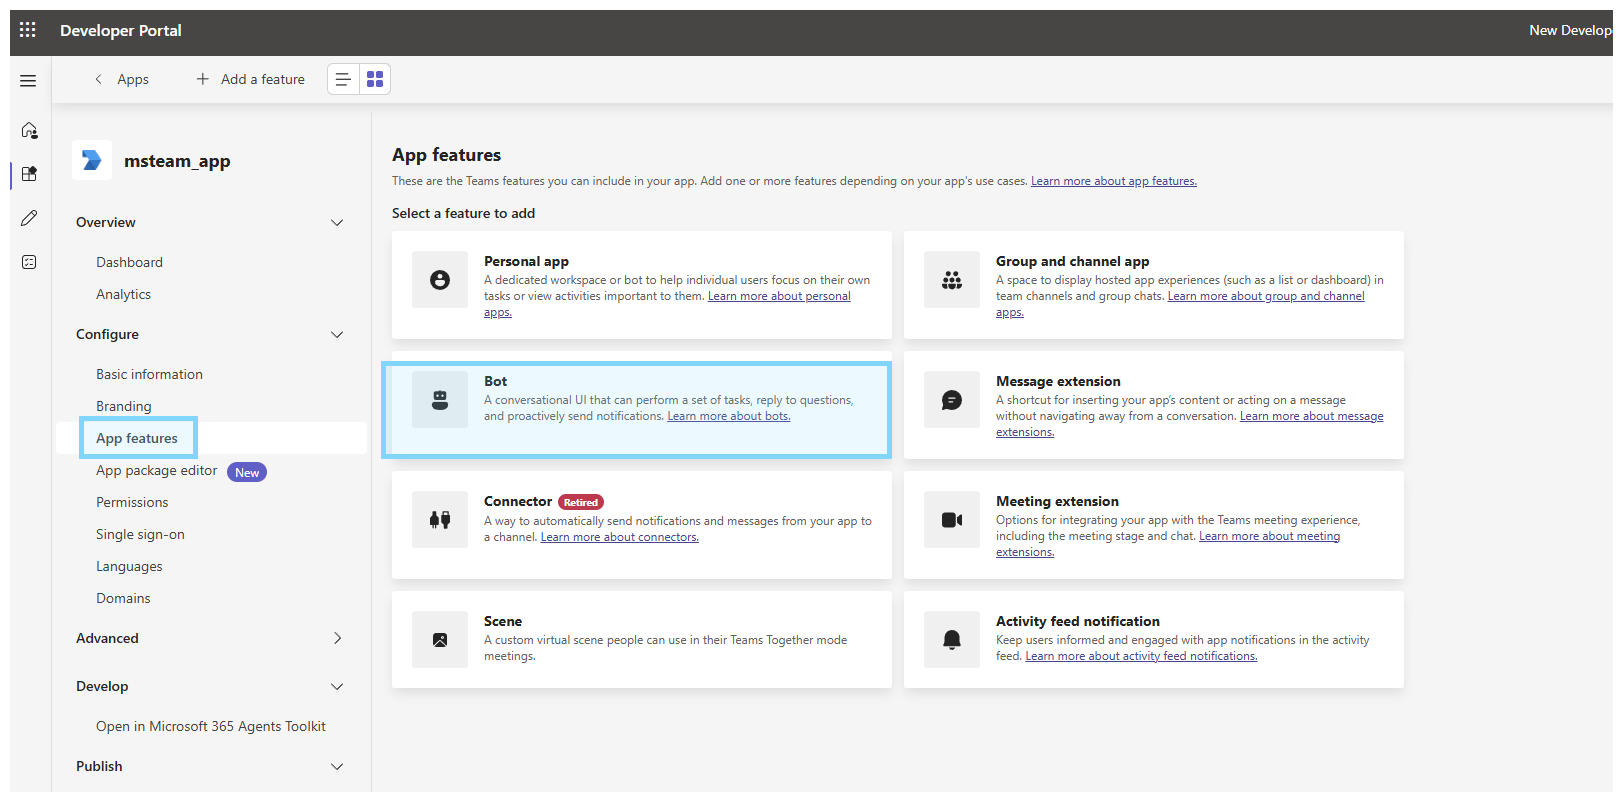 Developer Portal
New Develop
Apps
Add a feature
msteam_app
Overview
Dashboard
Analytics
Configure
Basic information
Branding
App features
App package editor New
Permissions
Single sign-on
Languages
Domains
Advanced
Develop
Open in Microsoft 365 Agents Toolkit
Publish
App features
These are the Teams features you can include in your app. Add one or more features depending on your app's use cases. Learn more about app features.
Select a feature to add
Personal app
A dedicated workspace or bot to help individual users focus on their own
tasks or view activities important to them. Learn more about personal
apps.
Group and channel app
A space to display hosted app experiences (such as a list or dashboard) in
team channels and group chats. Learn more about group and channel
apps.
Bot
A conversational UI that can perform a set of tasks, reply to questions,
and proactively send notifications. Learn more about bots.
Message extension
A shortcut for inserting your app's content or acting on a message
without navigating away from a conversation. Learn more about message
extensions.
Connector Retired
A way to automatically send notifications and messages from your app to
a channel. Learn more about connectors.
Meeting extension
Options for integrating your app with the Teams meeting experience,
including the meeting stage and chat. Learn more about meeting
extensions.
Scene
A custom virtual scene people can use in their Teams Together mode
meetings.
Activity feed notification
Keep users informed and engaged with app notifications in the activity
feed. Learn more about activity feed notifications.